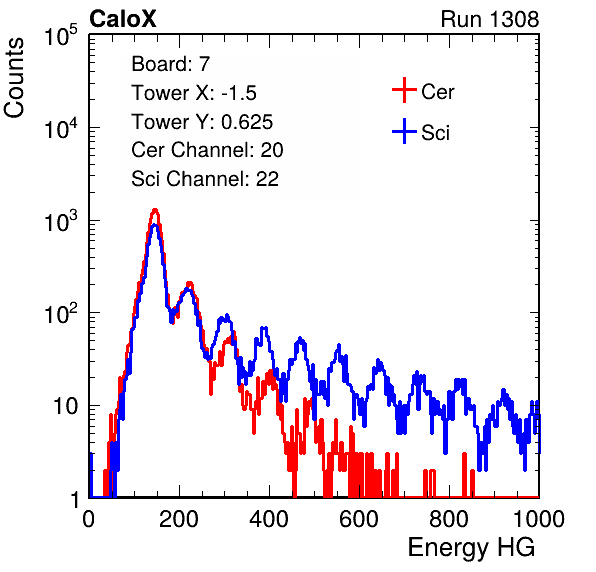 CaloX Run 1308
10^5
Counts
Board: 7
Tower X: -1.5
Tower Y: 0.625
Cer Channel: 20
Sci Channel: 22
Cer
Sci
10^4
10^3
10^2
10
1
0 200 400 600 800 1000
Energy HG